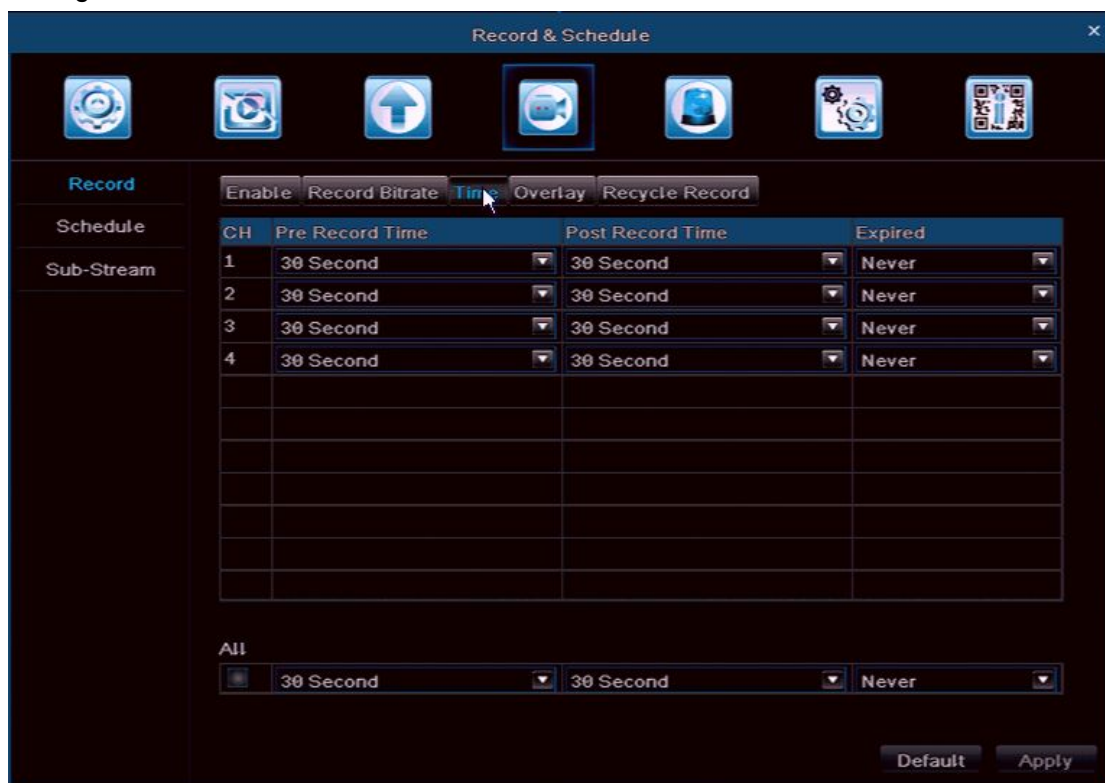 Record & Schedule
Record
Schedule
Sub-Stream
Enable Record Bitrate Time Overlay Recycle Record
CH Pre Record Time Post Record Time Expired
1 30 Second 30 Second Never
2 30 Second 30 Second Never
3 30 Second 30 Second Never
4 30 Second 30 Second Never
All
30 Second 30 Second Never
Default Apply